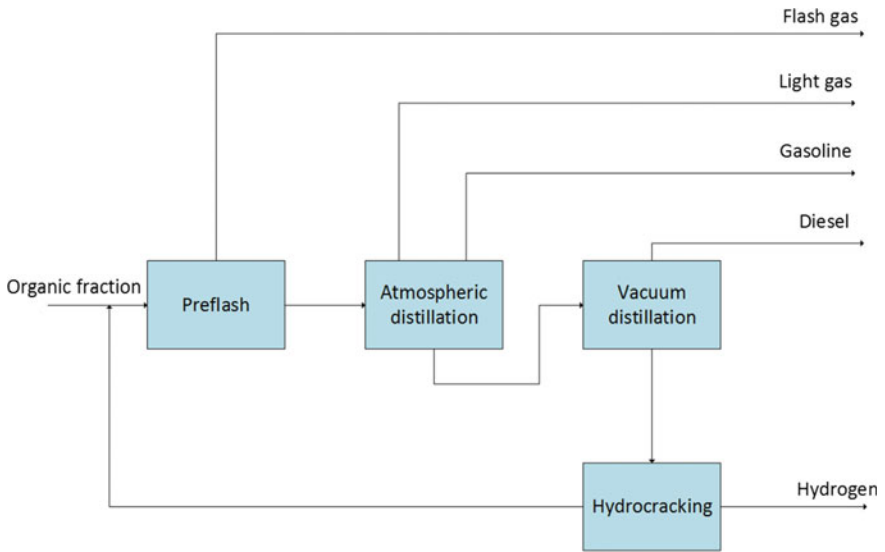 Flash gas
Light gas
Gasoline
Diesel
Organic fraction
Preflash
Atmospheric
distillation
Vacuum
distillation
Hydrocracking
Hydrogen